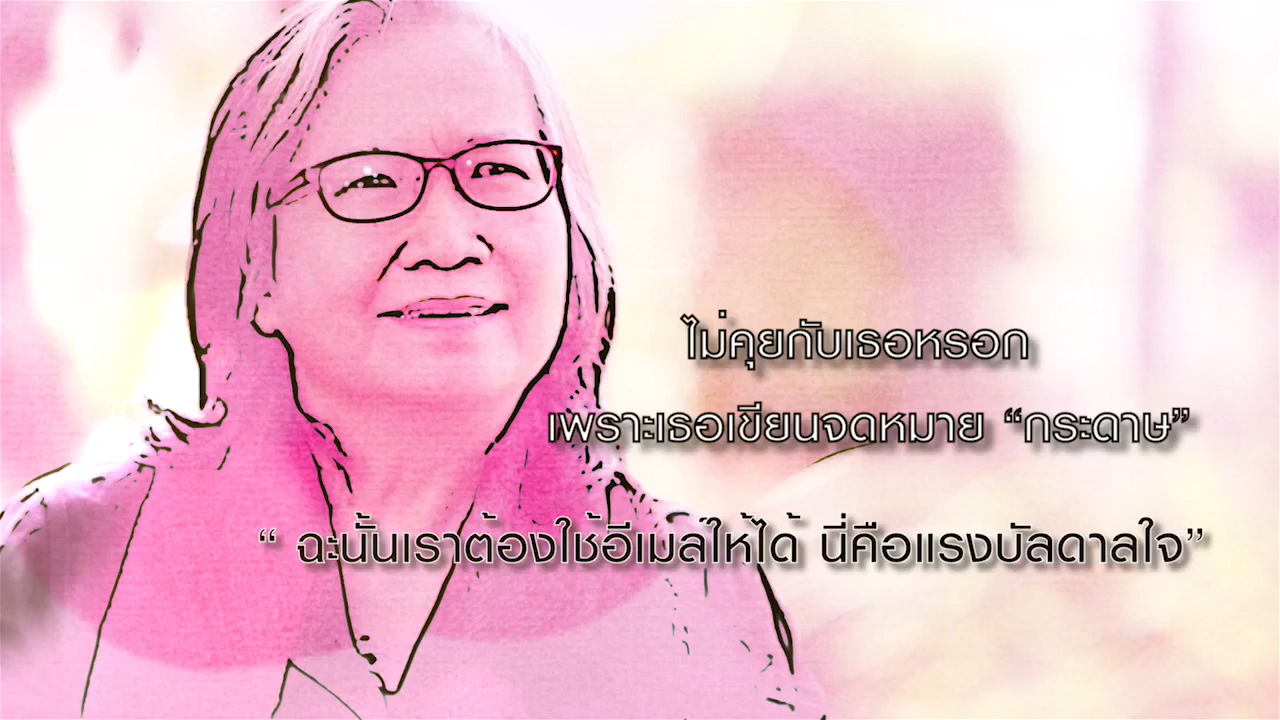 ไม่คุยกับเธอหรอก
เพราะเธอเขียนจดหมาย “กระดาษ”
“ ฉะนั้นเราต้องใช้อีเมล์ให้ได้ นี่คือแรงบัลดาลใจ”